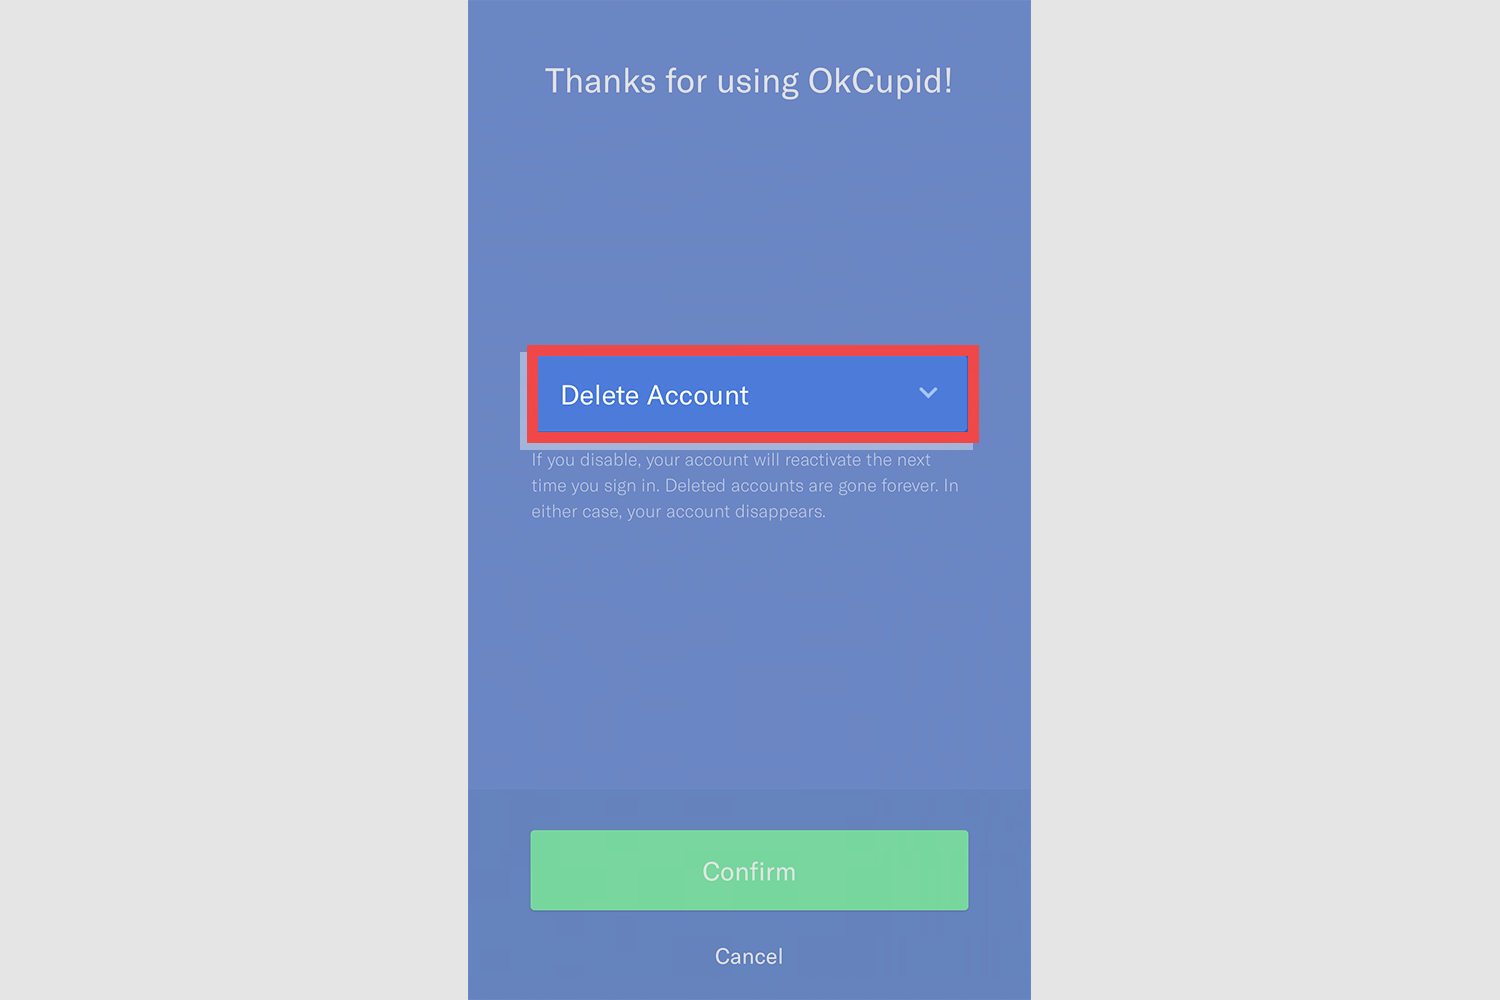 Thanks for using OkCupid!
Delete Account
If you disable, your account will reactivate the next
time you sign in. Deleted accounts are gone forever. In
either case, your account disappears.
Confirm
Cancel